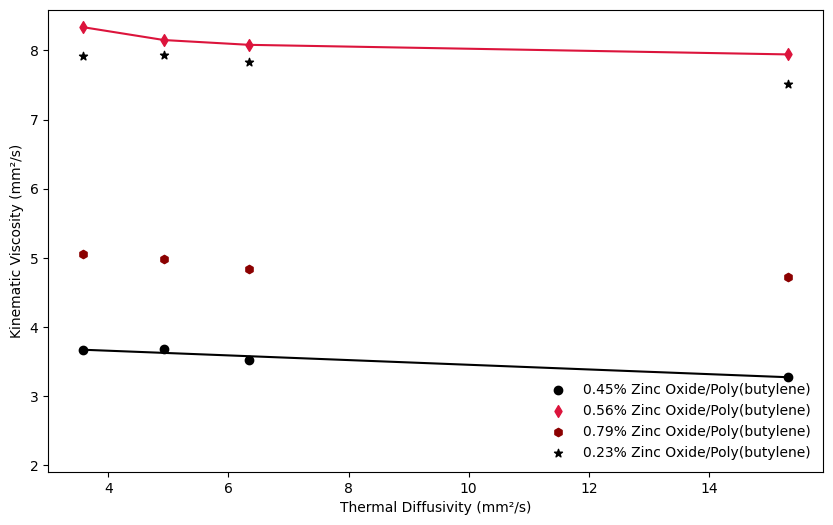 8
7
6
5
4
3
2
Kinematic Viscosity (mm²/s)
0.45% Zinc Oxide/Poly(butylene)
0.56% Zinc Oxide/Poly(butylene)
0.79% Zinc Oxide/Poly(butylene)
0.23% Zinc Oxide/Poly(butylene)
4 6 8 10 12 14
Thermal Diffusivity (mm²/s)